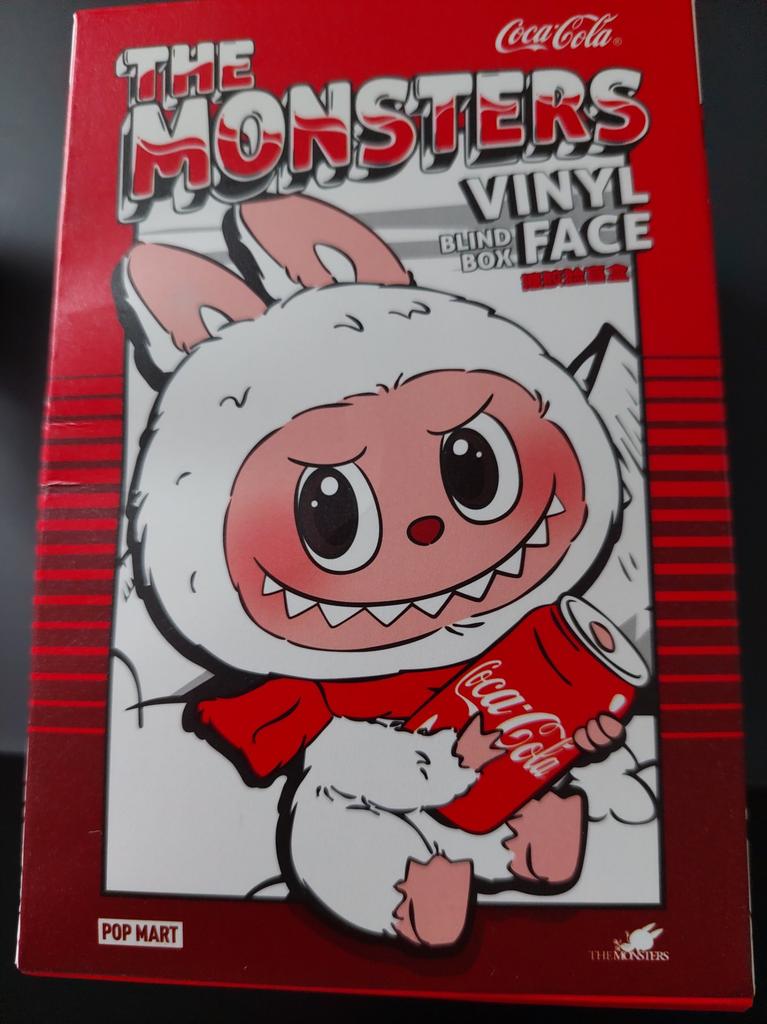 Coca-Cola
THE
MONSTERS
VINYL
BLIND FACE
BOX
Coca-Cola
POP MART
THE MONSTERS